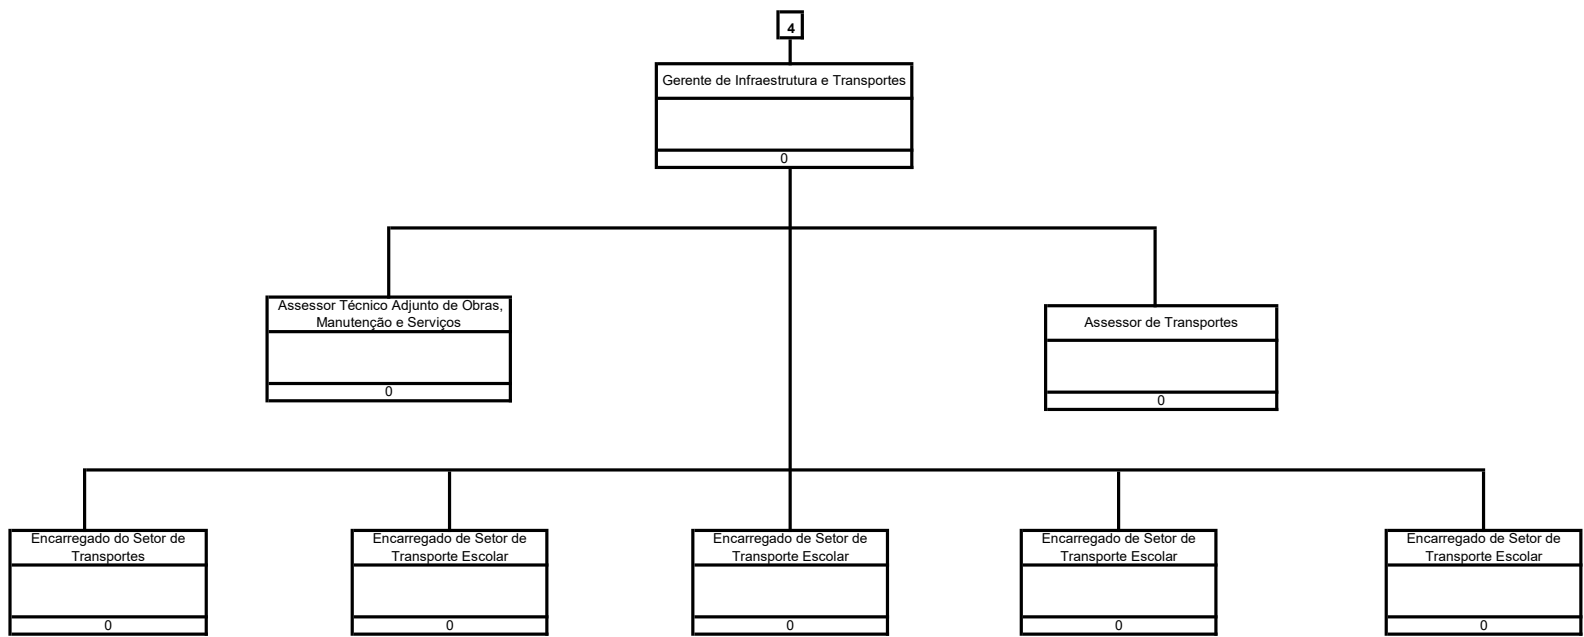 4
Gerente de Infraestrutura e Transportes
0
Assessor Técnico Adjunto de Obras,
Manutenção e Serviços
0
Assessor de Transportes
0
Encarregado do Setor de
Transportes
0
Encarregado de Setor de
Transporte Escolar
0
Encarregado de Setor de
Transporte Escolar
0
Encarregado de Setor de
Transporte Escolar
0
Encarregado de Setor de
Transporte Escolar
0